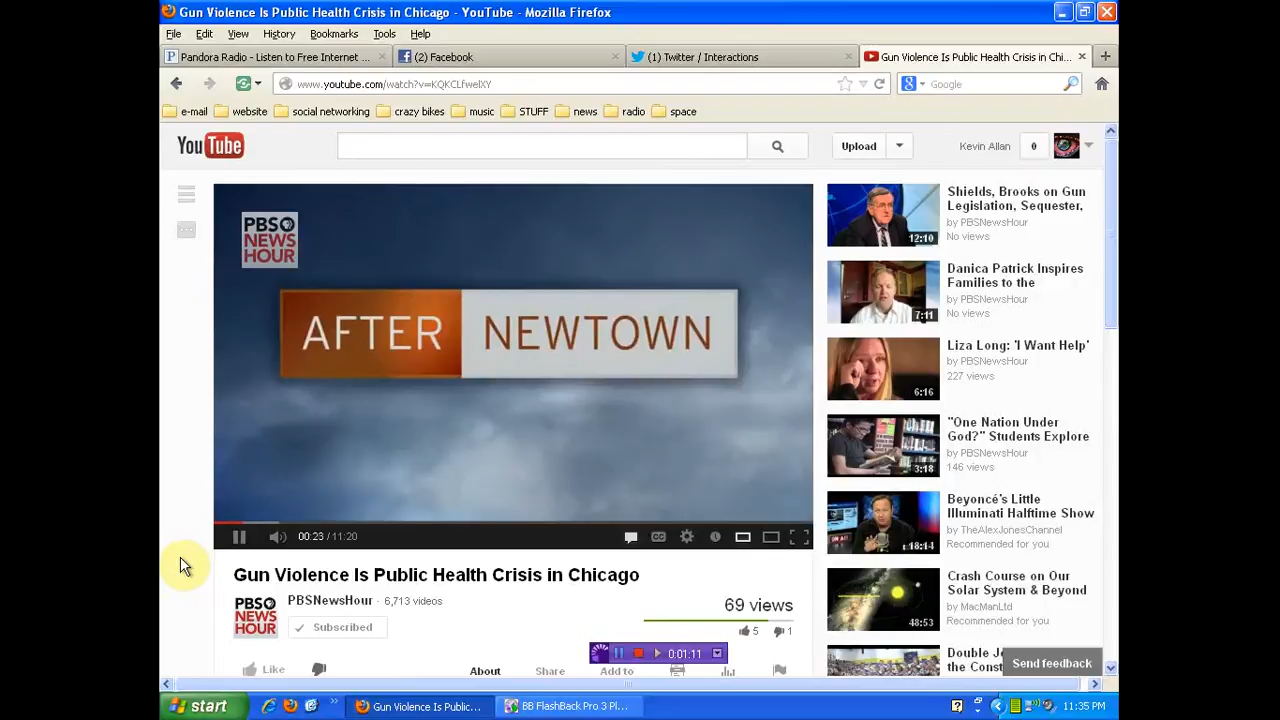 Gun Violence Is Public Health Crisis in Chicago - YouTube - Mozilla Firefox
File Edit View History Bookmarks Tools Help
Pandora Radio - Listen to Free Internet ...
(2) Facebook
(1) Twitter / Interactions
Gun Violence Is Public Health Crisis in Chi...
www.youtube.com/watch?v=KQKCLfwelXY
Google
e-mail website social networking crazy bikes music STUFF news radio space
YouTube
Upload
Kevin Allan 0
PBS
NEWS
HOUR
AFTER NEWTOWN
00:23 / 11:20
Gun Violence Is Public Health Crisis in Chicago
PBS
NEWS
HOUR
PBSNewsHour · 6,713 videos
Subscribed
69 views
5 1
Like
About Share Add to
12:10
Shields, Brooks on Gun
Legislation, Sequester,
by PBSNewsHour
No views
7:11
Danica Patrick Inspires
Families to the
by PBSNewsHour
No views
6:16
Liza Long: 'I Want Help'
by PBSNewsHour
227 views
3:18
"One Nation Under
God?" Students Explore
by PBSNewsHour
146 views
18:14
Beyoncé's Little
Illuminati Halftime Show
by TheAlexJonesChannel
Recommended for you
48:53
Crash Course on Our
Solar System & Beyond
by MacManLtd
Recommended for you
Double
the Const
Send feedback
0:01:11
start
Gun Violence Is Public...
BB FlashBack Pro 3 Pl...
11:35 PM